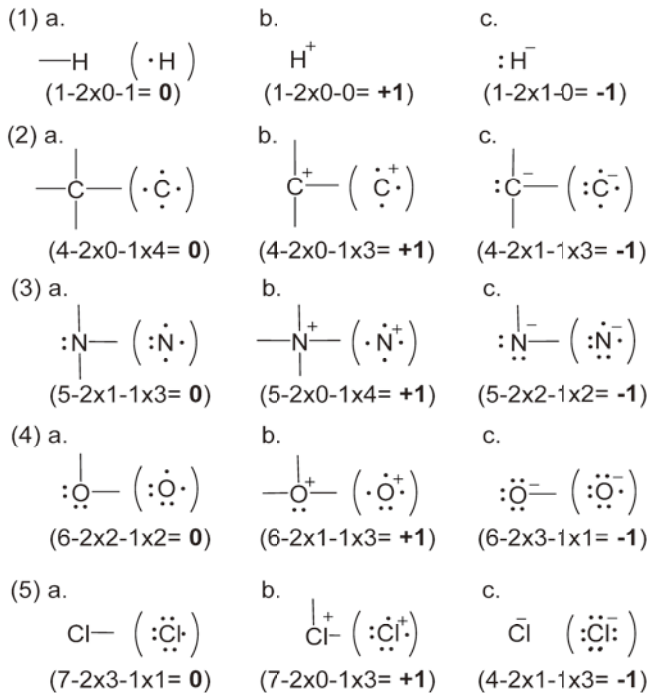 (1) a. b. c.
—H ( · H ) H⁺ :H⁻
(1-2x0-1= 0) (1-2x0-0= +1) (1-2x1-0= -1)
(2) a. b. c.
C ( · C · ) C⁺ ( C⁺ · ) :C⁻ ( :C⁻ · )
(4-2x0-1x4= 0) (4-2x0-1x3= +1) (4-2x1-1x3= -1)
(3) a. b. c.
:N ( :N · ) N⁺ ( · N⁺ · ) :N⁻ ( :N⁻ · )
(5-2x1-1x3= 0) (5-2x0-1x4= +1) (5-2x2-1x2= -1)
(4) a. b. c.
:O— ( :O · ) —O⁺— ( · O⁺ · ) :O⁻— ( :O⁻ · )
(6-2x2-1x2= 0) (6-2x1-1x3= +1) (6-2x3-1x1= -1)
(5) a. b. c.
Cl— ( :Cl · ) Cl⁺— ( :Cl⁺ · ) Cl⁻ ( :Cl⁻: )
(7-2x3-1x1= 0) (7-2x0-1x3= +1) (4-2x1-1x3= -1)